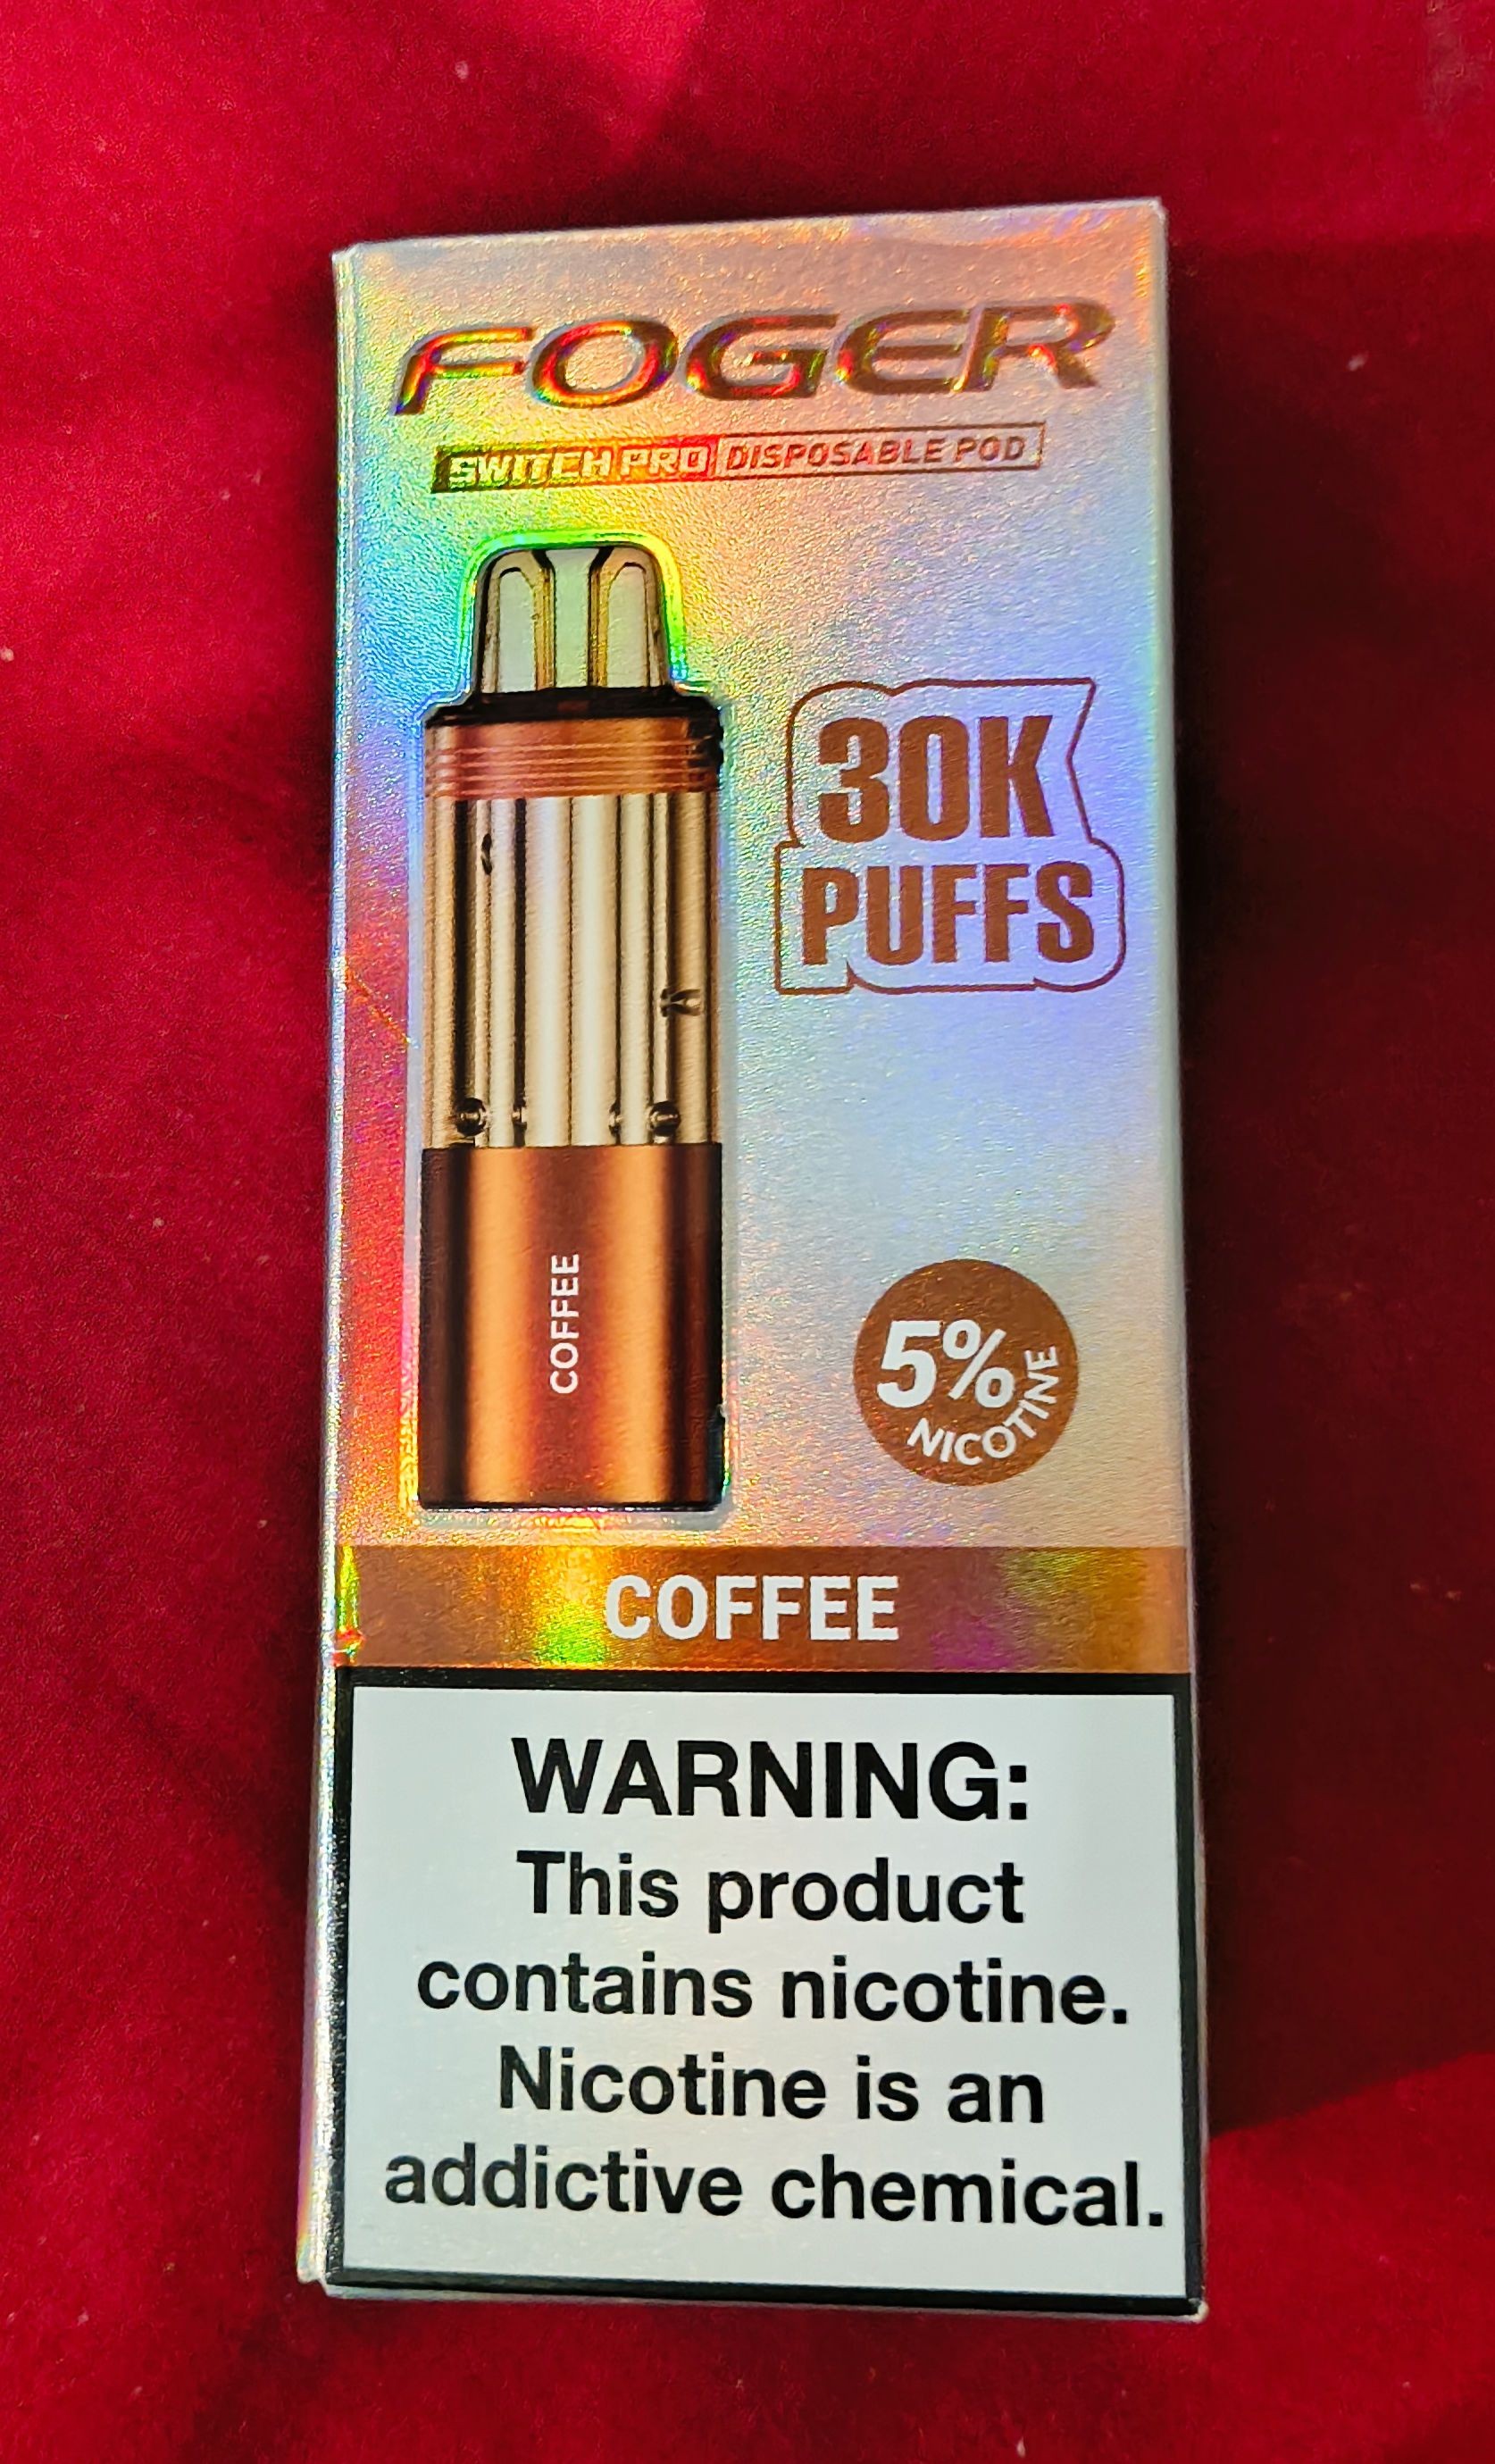 FOGER
SWITCH PRO DISPOSABLE POD
30K
PUFFS
COFFEE
5%
NICOTINE
COFFEE
WARNING:
This product
contains nicotine.
Nicotine is an
addictive chemical.